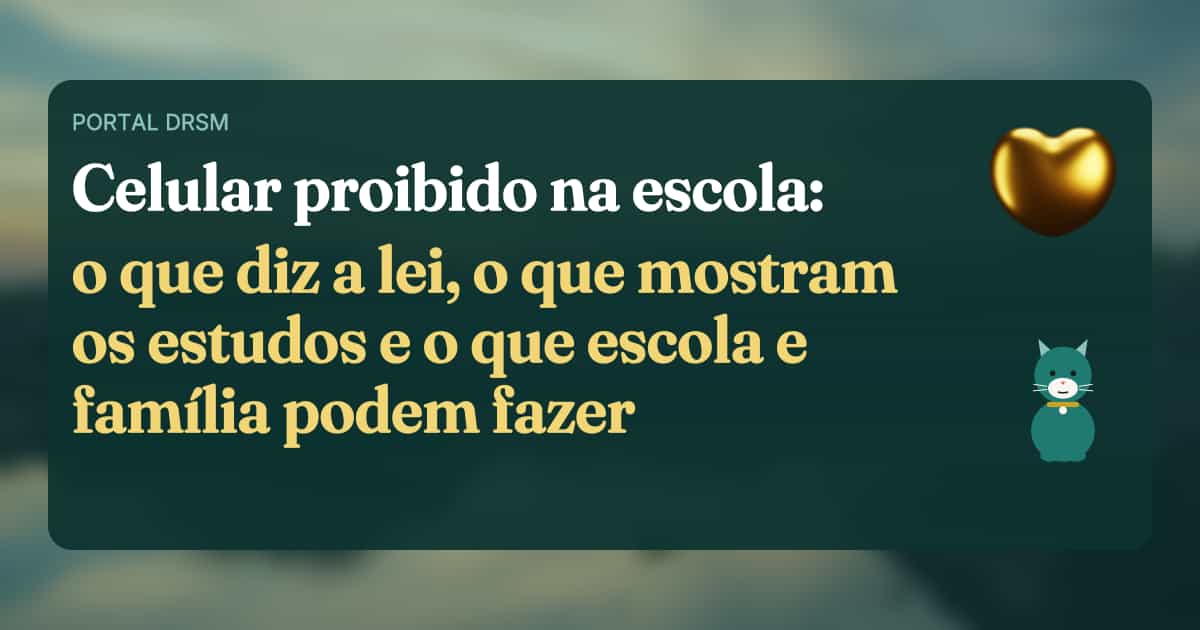 PORTAL DRSM
Celular proibido na escola:
o que diz a lei, o que mostram
os estudos e o que escola e
família podem fazer